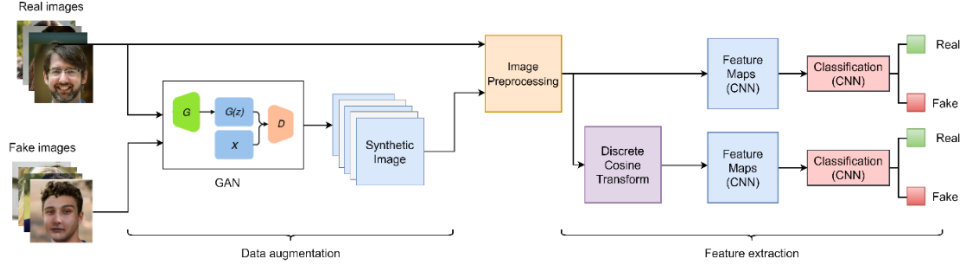 Real images
Fake images
G
G(z)
X
D
GAN
Synthetic
Image
Data augmentation
Image
Preprocessing
Discrete
Cosine
Transform
Feature
Maps
(CNN)
Classification
(CNN)
Real
Fake
Feature
Maps
(CNN)
Classification
(CNN)
Real
Fake
Feature extraction